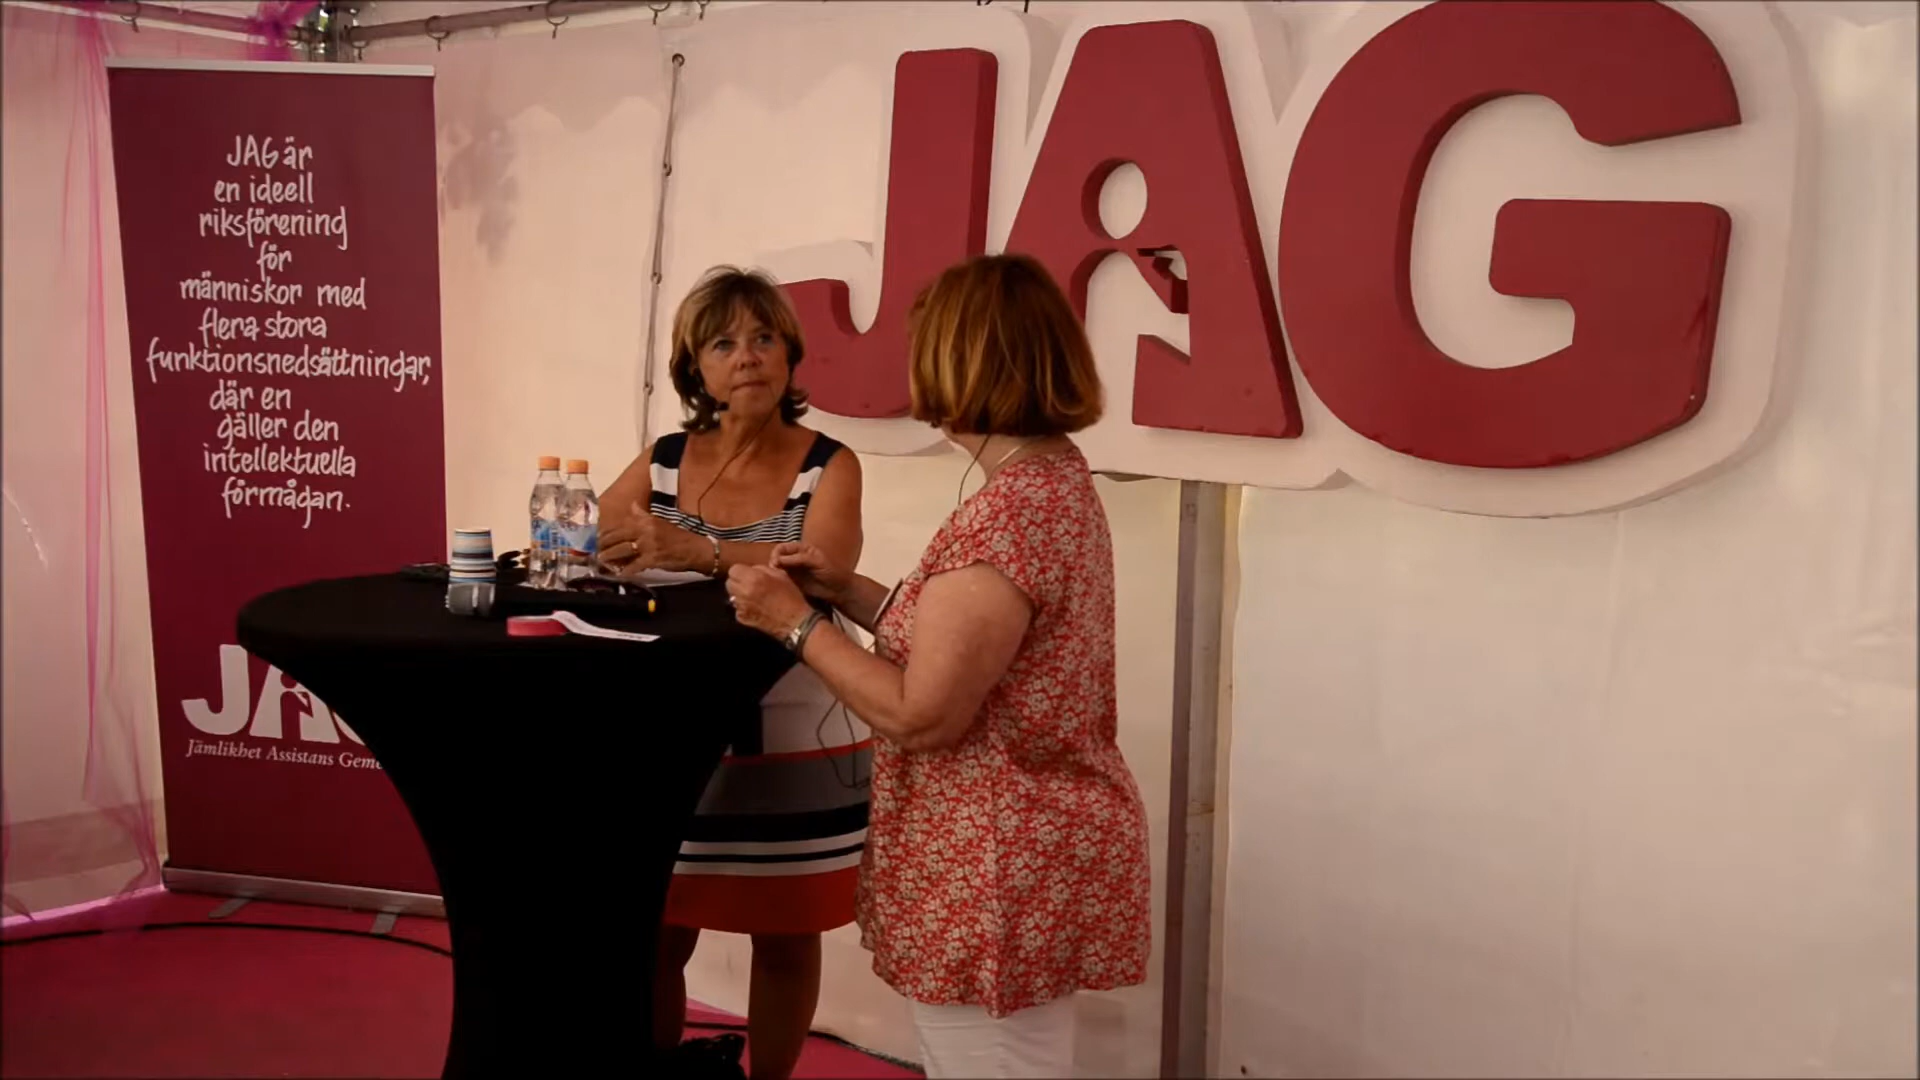 JAG är
en ideell
riksförening
för
människor med
flera stora
funktionsnedsättningar,
där en
gäller den
intellektuella
förmågan.
JAG
Jämlikhet Assistans Geme
JAG